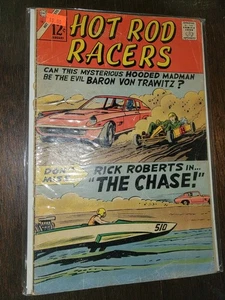 HOT ROD
12¢
RACERS
CAN THIS MYSTERIOUS HOODED MADMAN
BE THE EVIL BARON VON TRAWITZ?
RICK ROBERTS IN...
"THE CHASE!"
510